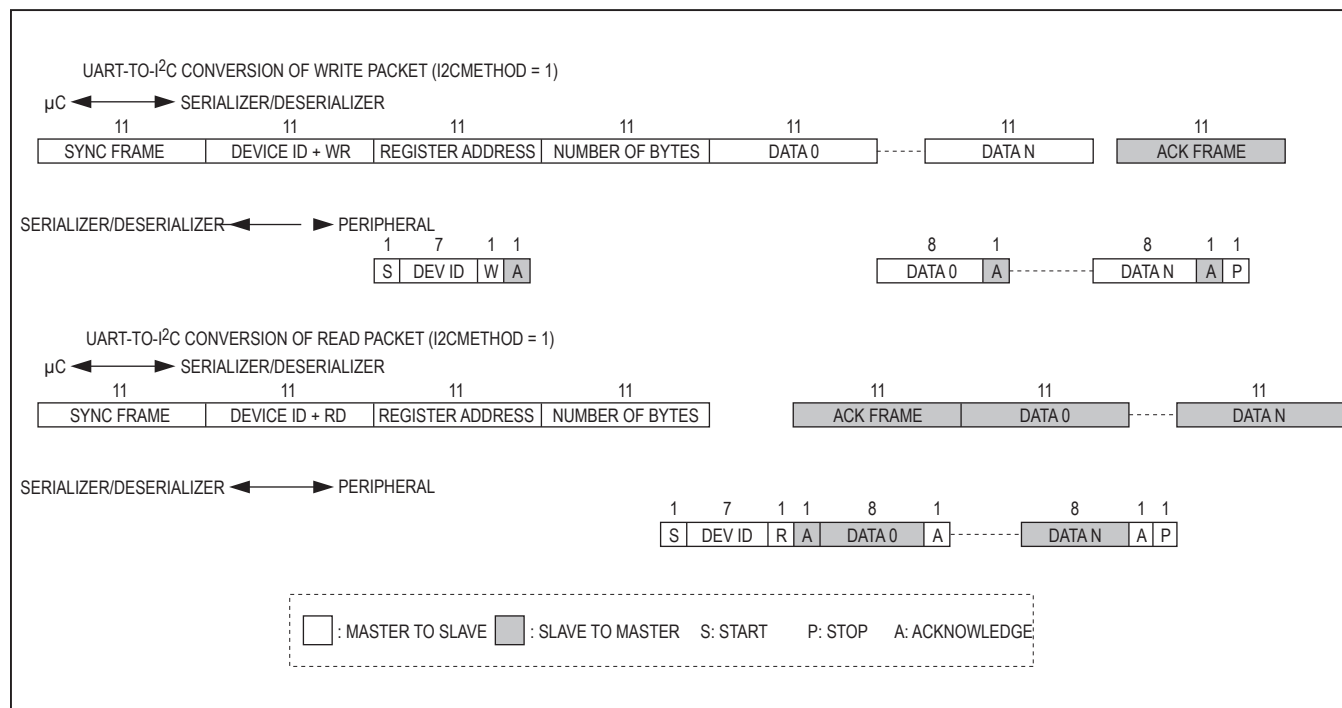 UART-TO-I2C CONVERSION OF WRITE PACKET (I2CMETHOD = 1)
µC SERIALIZER/DESERIALIZER
11 11 11 11 11 11 11
SYNC FRAME DEVICE ID + WR REGISTER ADDRESS NUMBER OF BYTES DATA 0 DATA N ACK FRAME
SERIALIZER/DESERIALIZER PERIPHERAL
1 7 1 1 8 1 8 1 1
S DEV ID W A DATA 0 A DATA N A P
UART-TO-I2C CONVERSION OF READ PACKET (I2CMETHOD = 1)
µC SERIALIZER/DESERIALIZER
11 11 11 11 11 11 11
SYNC FRAME DEVICE ID + RD REGISTER ADDRESS NUMBER OF BYTES ACK FRAME DATA 0 DATA N
SERIALIZER/DESERIALIZER PERIPHERAL
1 7 1 1 8 1 8 1 1
S DEV ID R A DATA 0 A DATA N A P
: MASTER TO SLAVE : SLAVE TO MASTER S: START P: STOP A: ACKNOWLEDGE